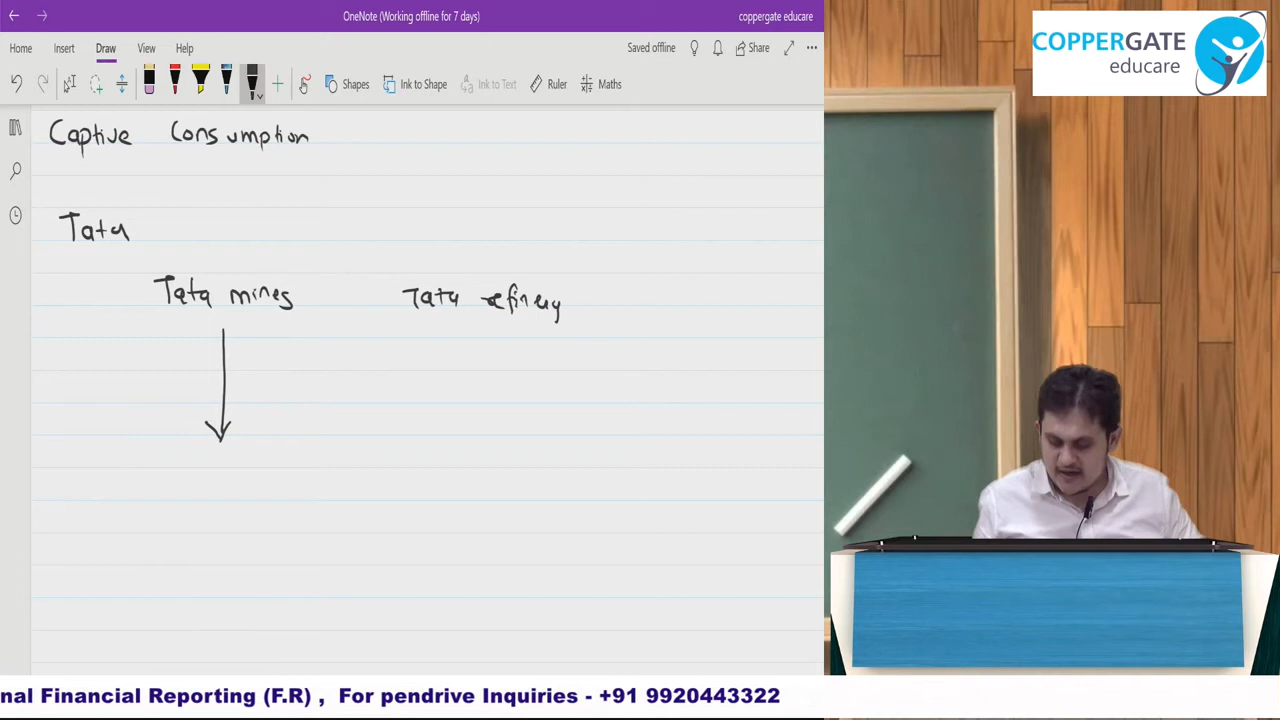 OneNote (Working offline for 7 days)
coppergate educare
Home Insert Draw View Help
Saved offline Share
Shapes Ink to Shape Ink to Text Ruler Maths
COPPERGATE
educare
Captive Consumption
Tata
Tata mines Tata refinery
nal Financial Reporting (F.R) , For pendrive Inquiries - +91 9920443322